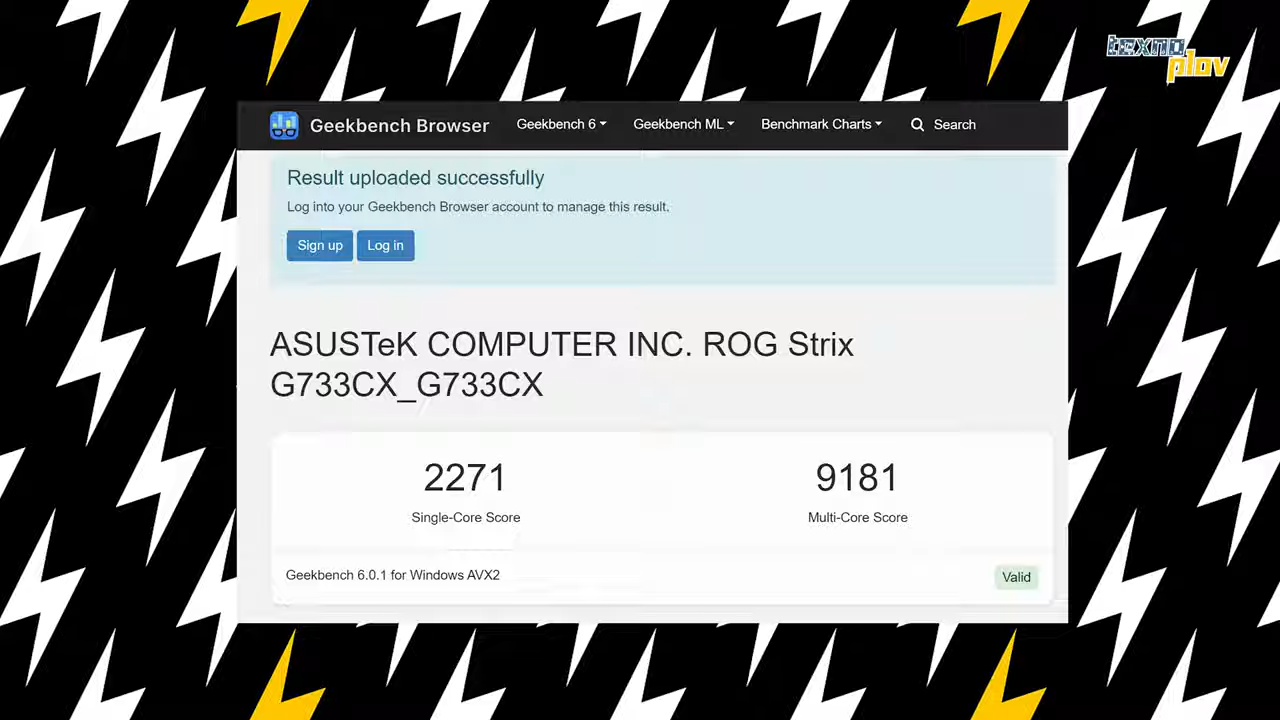 texno
plov
Geekbench Browser Geekbench 6 Geekbench ML Benchmark Charts Search
Result uploaded successfully
Log into your Geekbench Browser account to manage this result.
Sign up Log in
ASUSTeK COMPUTER INC. ROG Strix
G733CX_G733CX
2271 9181
Single-Core Score Multi-Core Score
Geekbench 6.0.1 for Windows AVX2 Valid